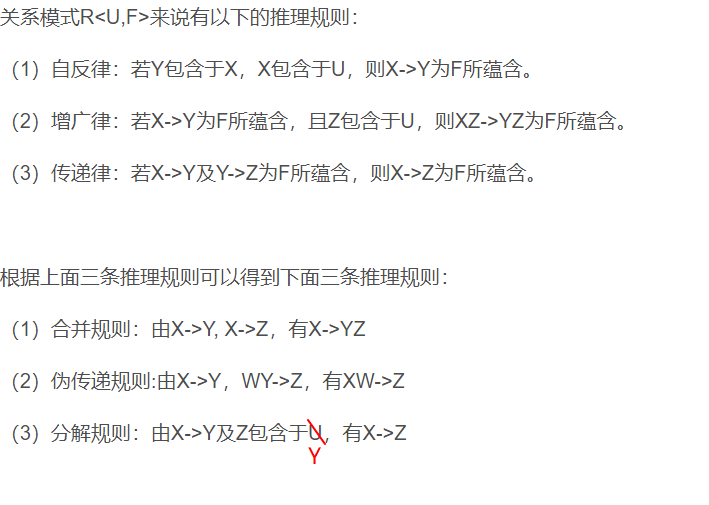 关系模式R<U,F>来说有以下的推理规则：
（1）自反律：若Y包含于X，X包含于U，则X->Y为F所蕴含。
（2）增广律：若X->Y为F所蕴含，且Z包含于U，则XZ->YZ为F所蕴含。
（3）传递律：若X->Y及Y->Z为F所蕴含，则X->Z为F所蕴含。
根据上面三条推理规则可以得到下面三条推理规则：
（1）合并规则：由X->Y, X->Z，有X->YZ
（2）伪传递规则:由X->Y，WY->Z，有XW->Z
（3）分解规则：由X->Y及Z包含于U，有X->Z
Y